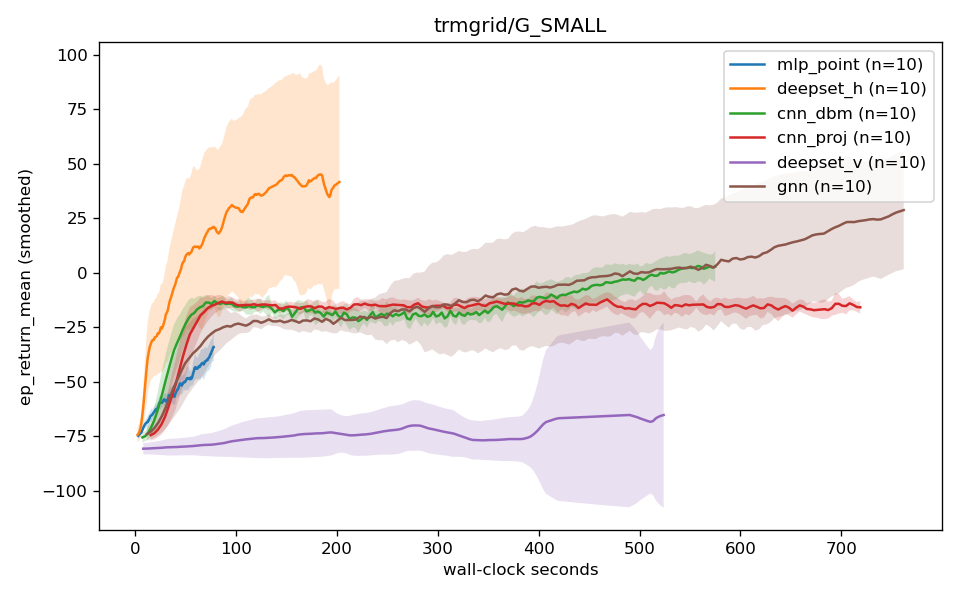 trmgrid/G_SMALL
ep_return_mean (smoothed)
100
75
50
25
0
−25
−50
−75
−100
mlp_point (n=10)
deepset_h (n=10)
cnn_dbm (n=10)
cnn_proj (n=10)
deepset_v (n=10)
gnn (n=10)
0 100 200 300 400 500 600 700
wall-clock seconds